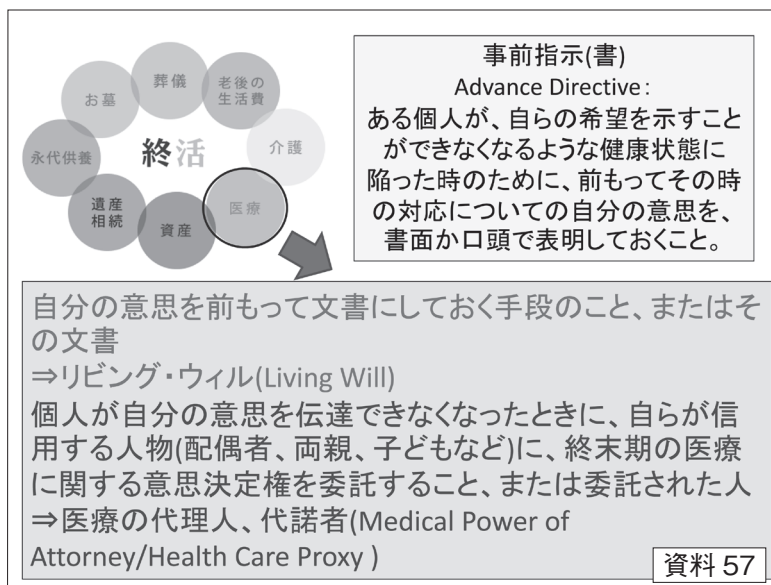 葬儀
老後の
生活費
お墓
介護
永代供養
終活
医療
遺産
相続
資産
事前指示(書)
Advance Directive：
ある個人が、自らの希望を示すこと
ができなくなるような健康状態に
陥った時のために、前もってその時
の対応についての自分の意思を、
書面か口頭で表明しておくこと。
自分の意思を前もって文書にしておく手段のこと、またはそ
の文書
⇒リビング・ウィル(Living Will)
個人が自分の意思を伝達できなくなったときに、自らが信
用する人物(配偶者、両親、子どもなど)に、終末期の医療
に関する意思決定権を委託すること、または委託された人
⇒医療の代理人、代諾者(Medical Power of
Attorney/Health Care Proxy )
資料 57